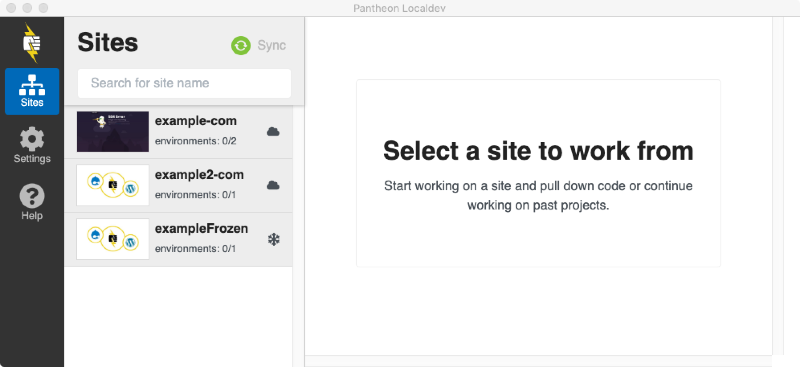 Pantheon Localdev
Sites
Sync
Search for site name
example-com
environments: 0/2
example2-com
environments: 0/1
exampleFrozen
environments: 0/1
Sites
Settings
Help
Select a site to work from
Start working on a site and pull down code or continue
working on past projects.